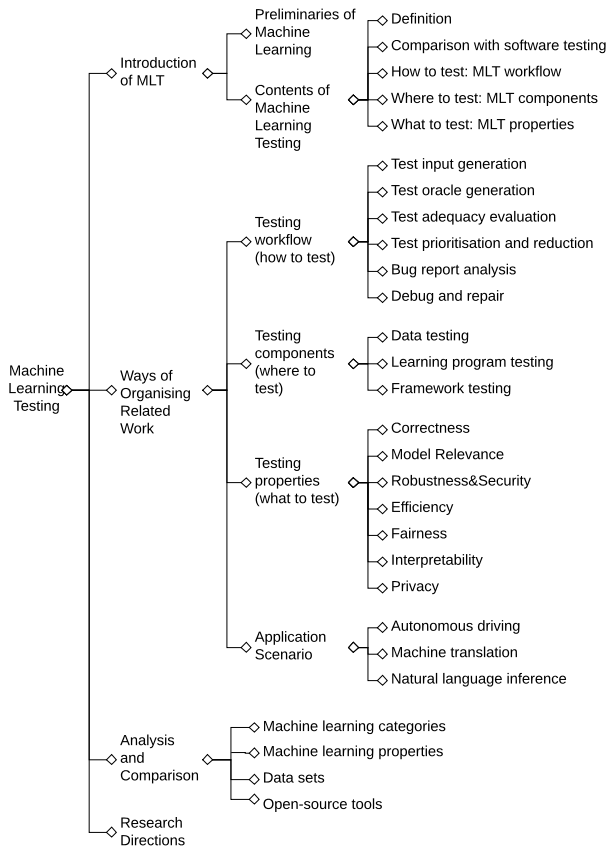 Machine
Learning
Testing
Introduction
of MLT
Preliminaries of
Machine
Learning
Contents of
Machine
Learning
Testing
Definition
Comparison with software testing
How to test: MLT workflow
Where to test: MLT components
What to test: MLT properties
Ways of
Organising
Related
Work
Testing
workflow
(how to test)
Test input generation
Test oracle generation
Test adequacy evaluation
Test prioritisation and reduction
Bug report analysis
Debug and repair
Testing
components
(where to
test)
Data testing
Learning program testing
Framework testing
Testing
properties
(what to test)
Correctness
Model Relevance
Robustness&Security
Efficiency
Fairness
Interpretability
Privacy
Application
Scenario
Autonomous driving
Machine translation
Natural language inference
Analysis
and
Comparison
Machine learning categories
Machine learning properties
Data sets
Open-source tools
Research
Directions